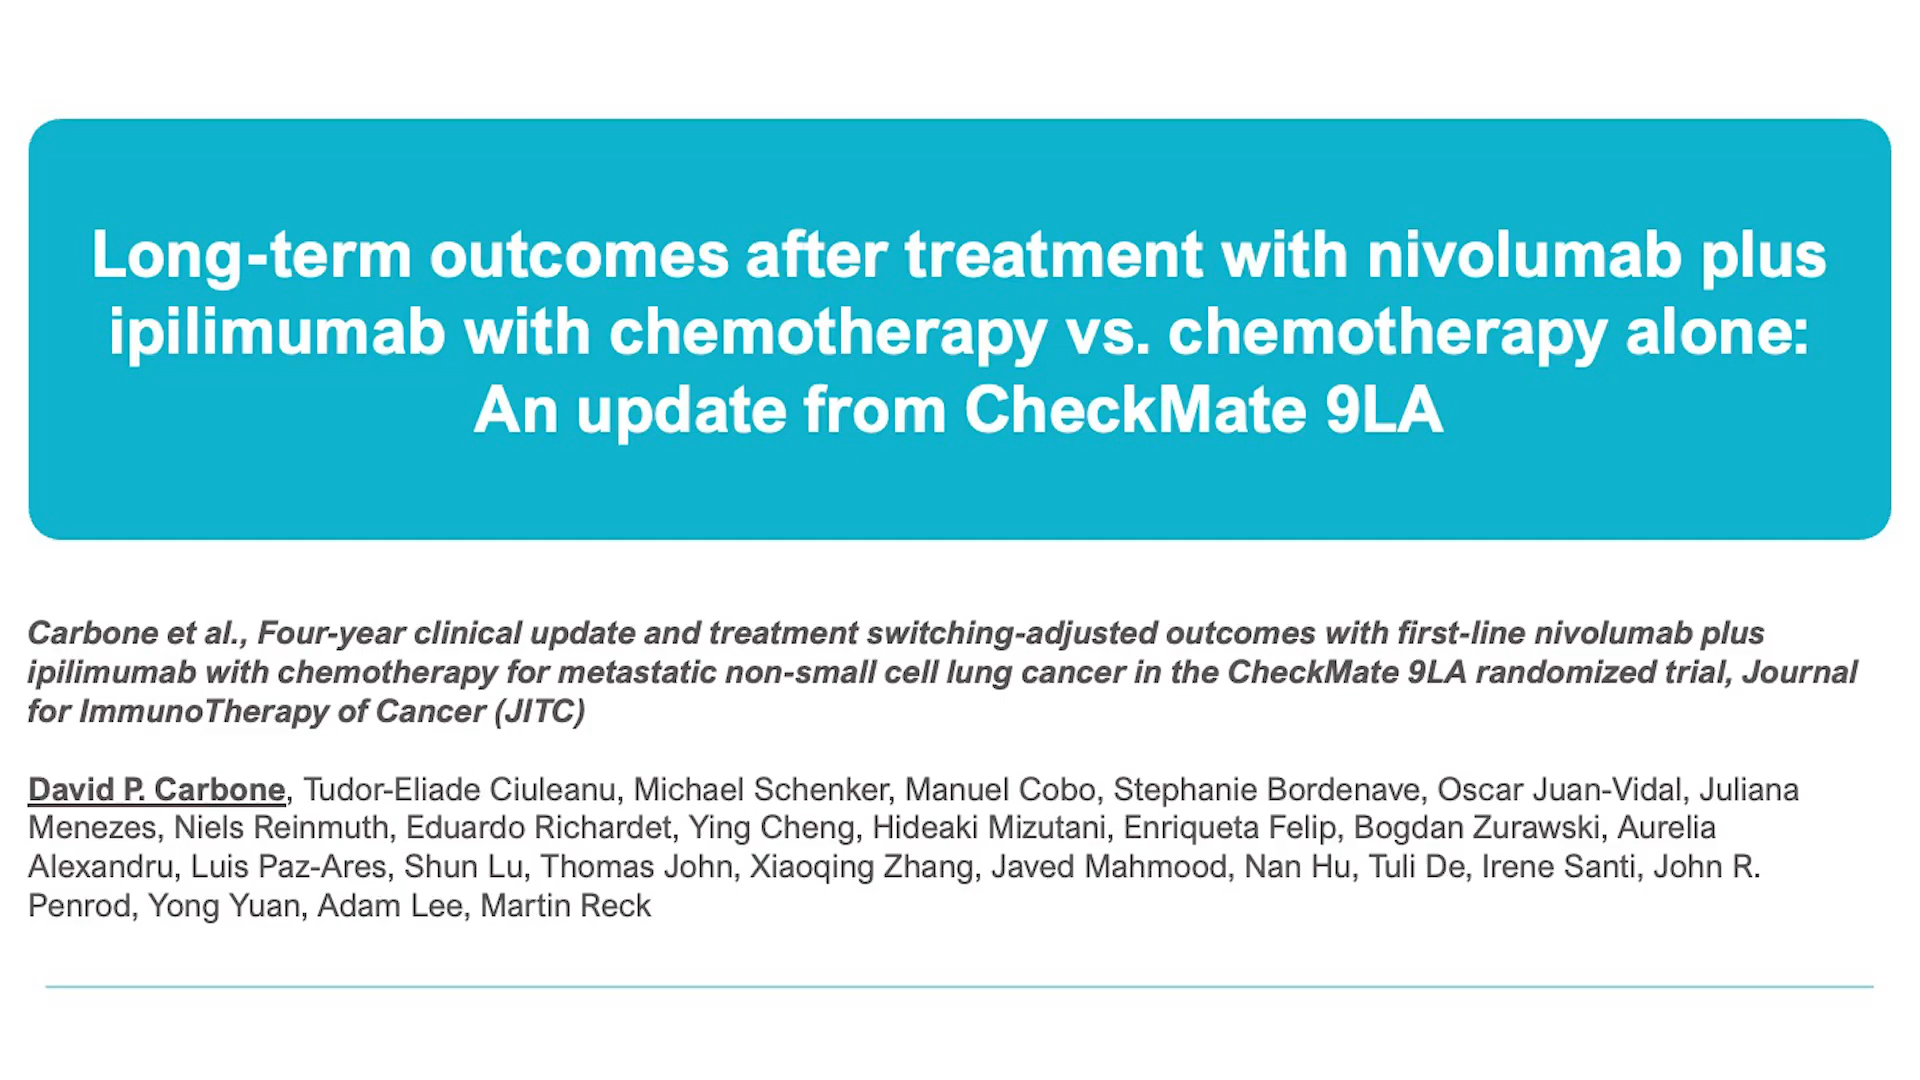 Long-term outcomes after treatment with nivolumab plus
ipilimumab with chemotherapy vs. chemotherapy alone:
An update from CheckMate 9LA
Carbone et al., Four-year clinical update and treatment switching-adjusted outcomes with first-line nivolumab plus
ipilimumab with chemotherapy for metastatic non-small cell lung cancer in the CheckMate 9LA randomized trial, Journal
for ImmunoTherapy of Cancer (JITC)
David P. Carbone, Tudor-Eliade Ciuleanu, Michael Schenker, Manuel Cobo, Stephanie Bordenave, Oscar Juan-Vidal, Juliana
Menezes, Niels Reinmuth, Eduardo Richardet, Ying Cheng, Hideaki Mizutani, Enriqueta Felip, Bogdan Zurawski, Aurelia
Alexandru, Luis Paz-Ares, Shun Lu, Thomas John, Xiaoqing Zhang, Javed Mahmood, Nan Hu, Tuli De, Irene Santi, John R.
Penrod, Yong Yuan, Adam Lee, Martin Reck